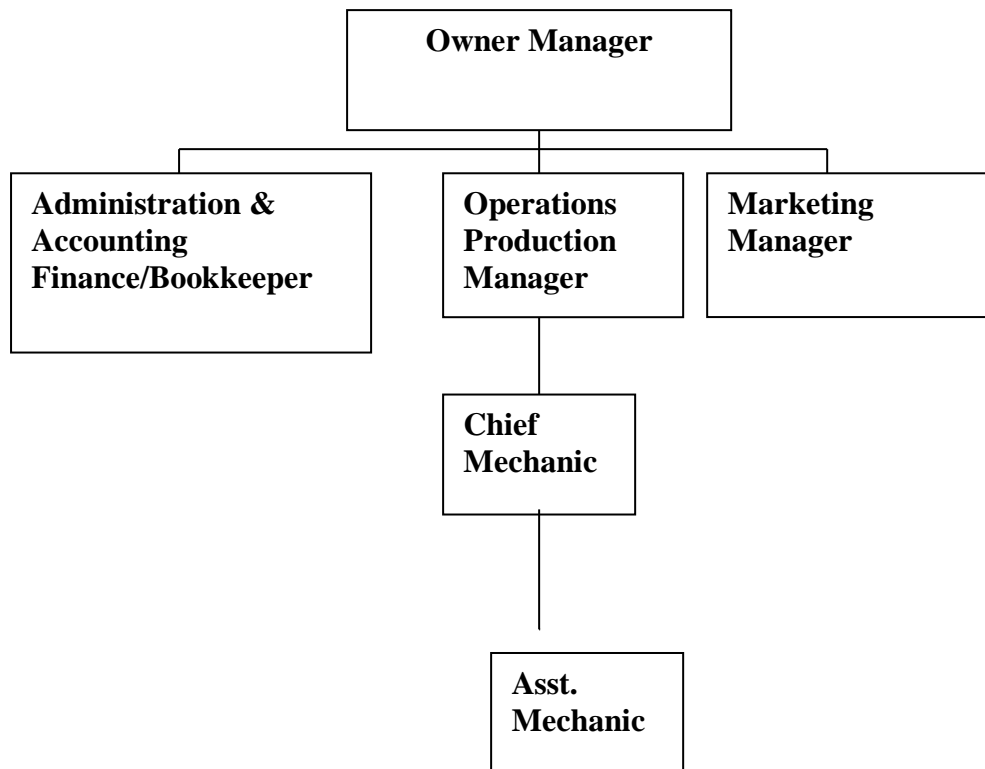 Owner Manager
Administration &
Accounting
Finance/Bookkeeper
Operations
Production
Manager
Marketing
Manager
Chief
Mechanic
Asst.
Mechanic